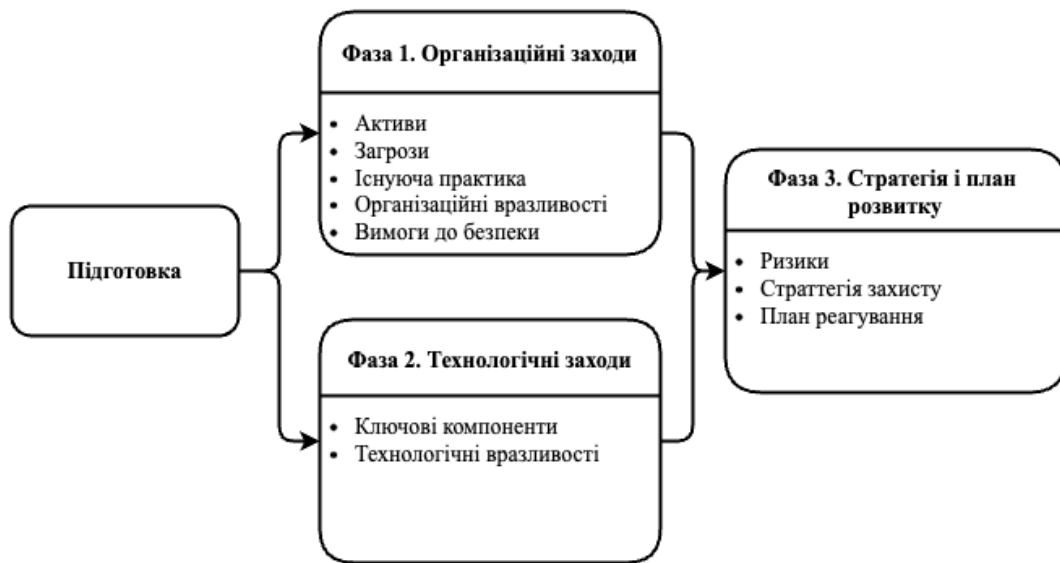 Підготовка
Фаза 1. Організаційні заходи
• Активи
• Загрози
• Існуюча практика
• Організаційні вразливості
• Вимоги до безпеки
Фаза 2. Технологічні заходи
• Ключові компоненти
• Технологічні вразливості
Фаза 3. Стратегія і план
розвитку
• Ризики
• Страттегія захисту
• План реагування